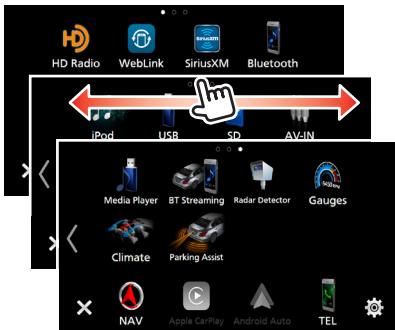 HD Radio WebLink SiriusXM Bluetooth
iPod USB SD AV-IN
Media Player BT Streaming Radar Detector Gauges
Climate Parking Assist
NAV Apple CarPlay Android Auto TEL